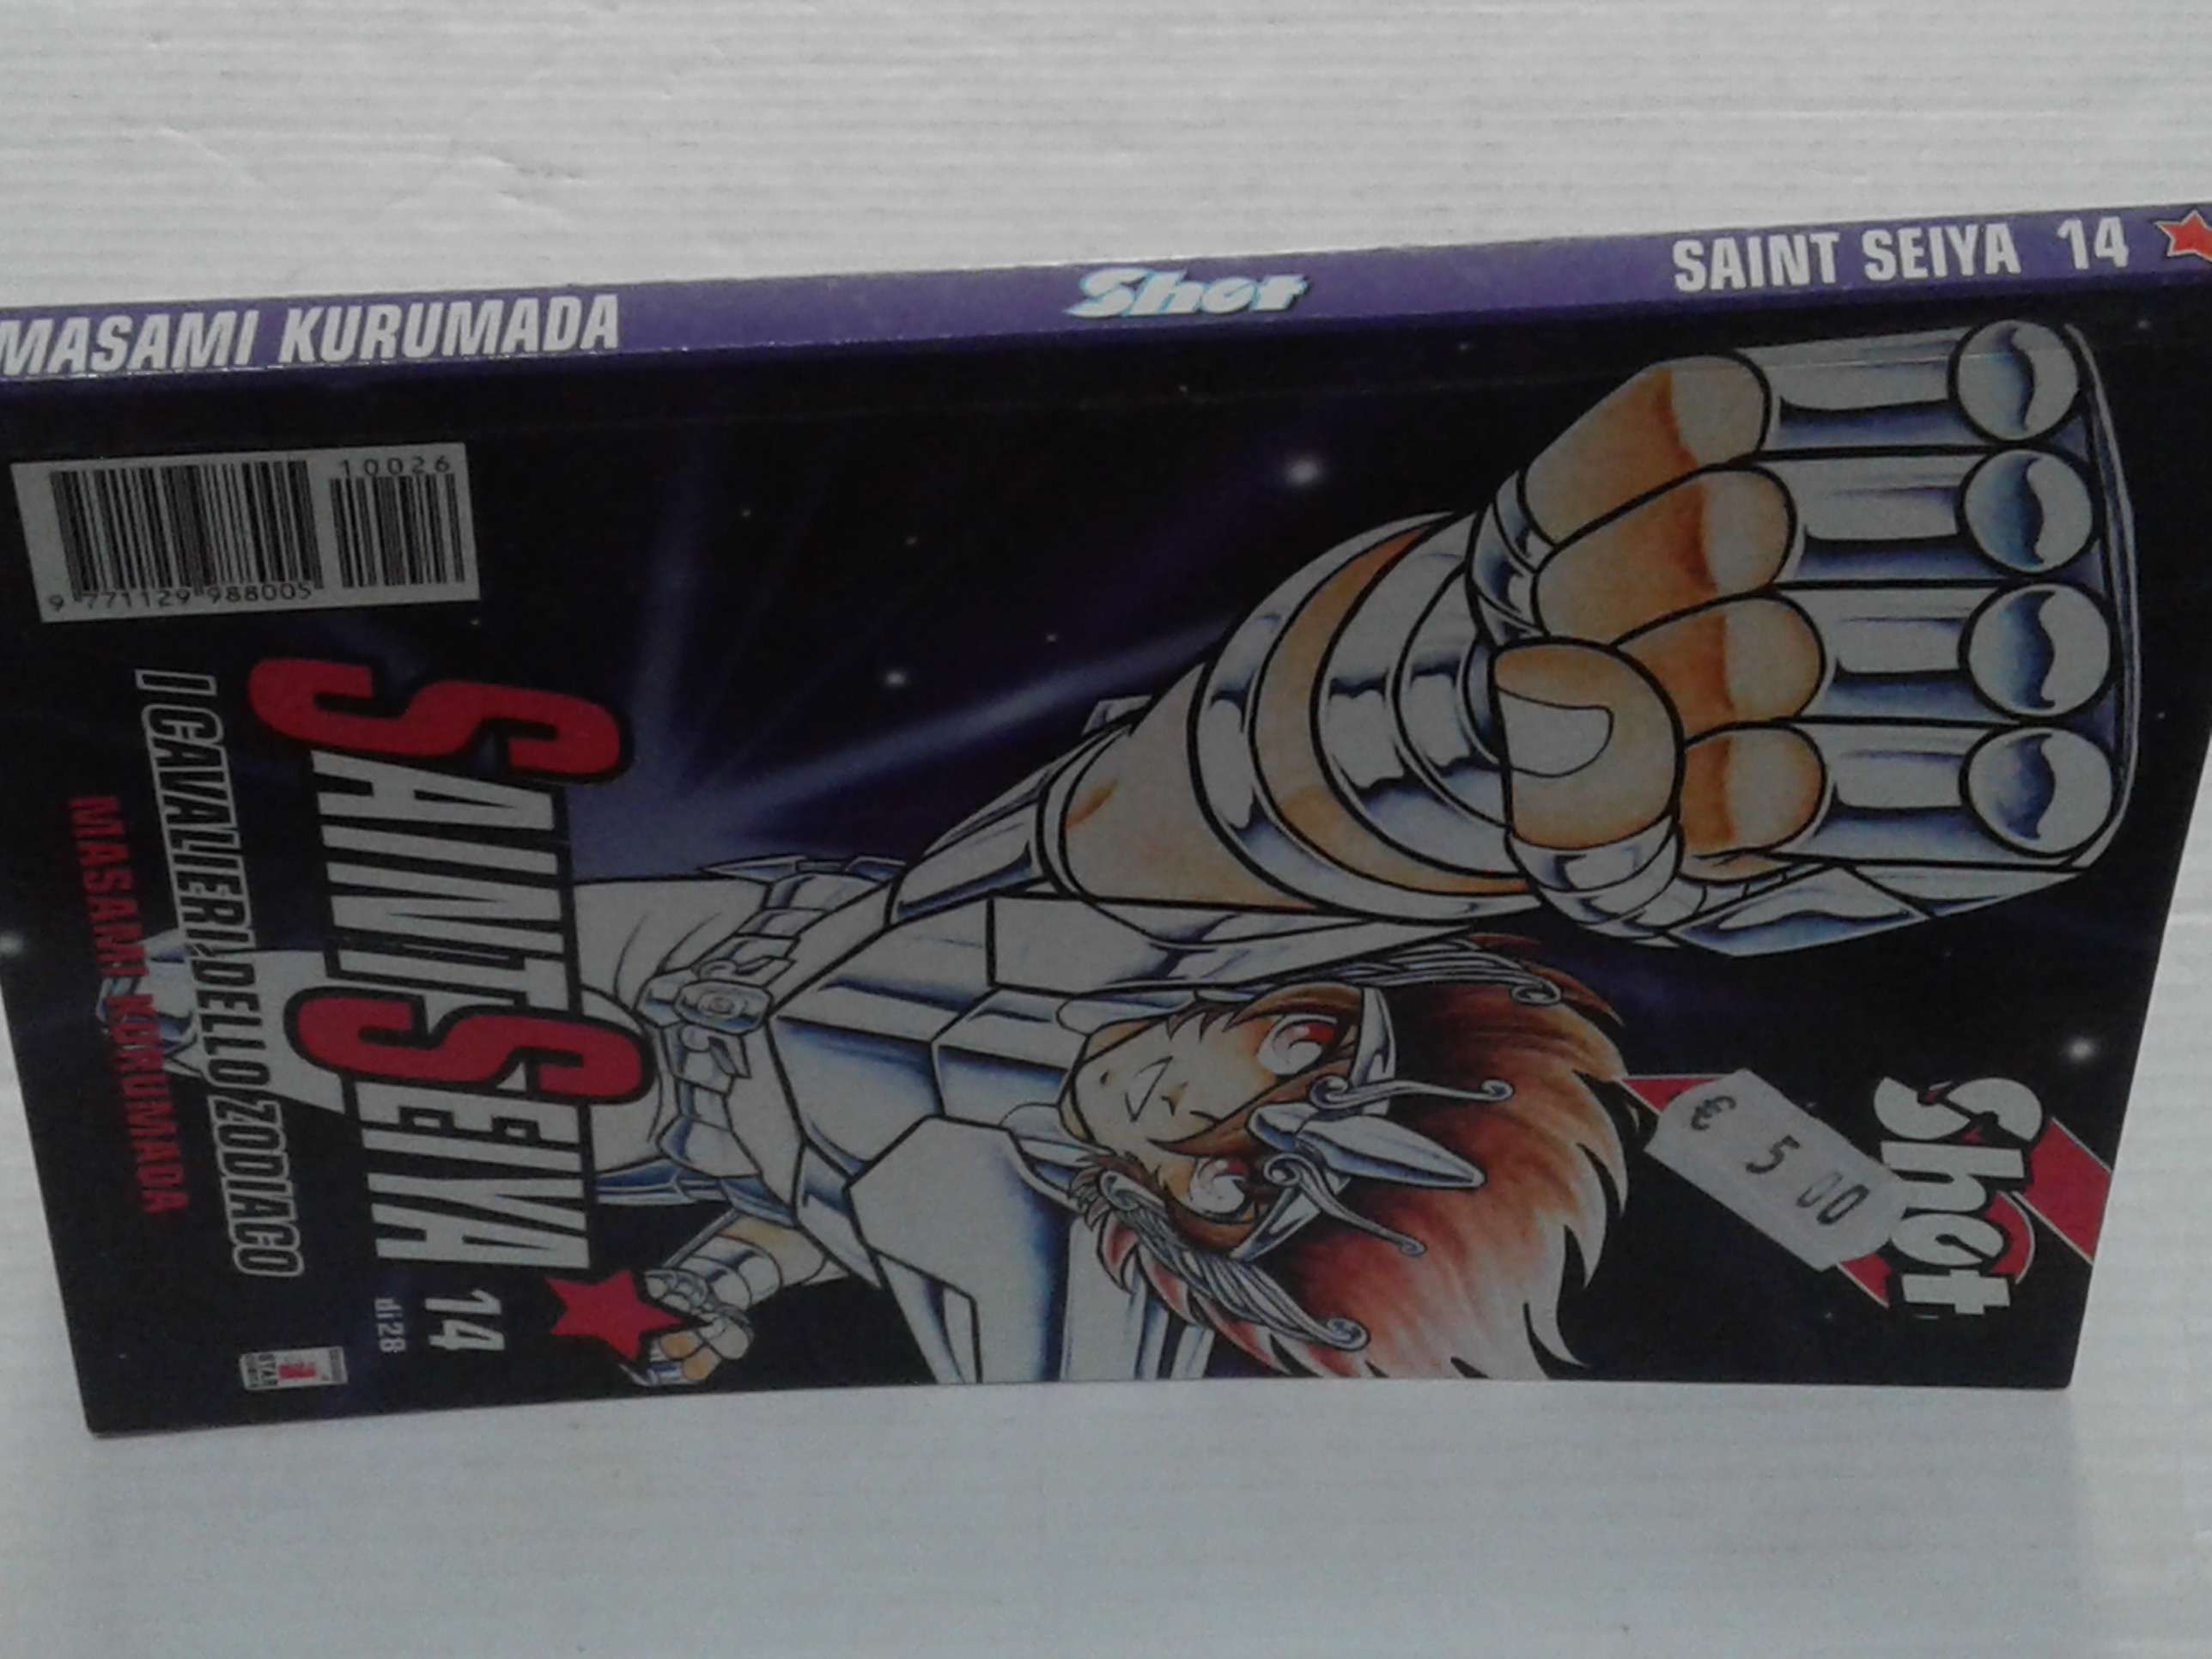 MASAMI KURUMADA
Shot
SAINT SEIYA 14
Shot
€ 5 00
10026
9 771129 988005
SAINT SEIYA
14
di 28
I CAVALIERI DELLO ZODIACO
MASAMI KURUMADA
STAR